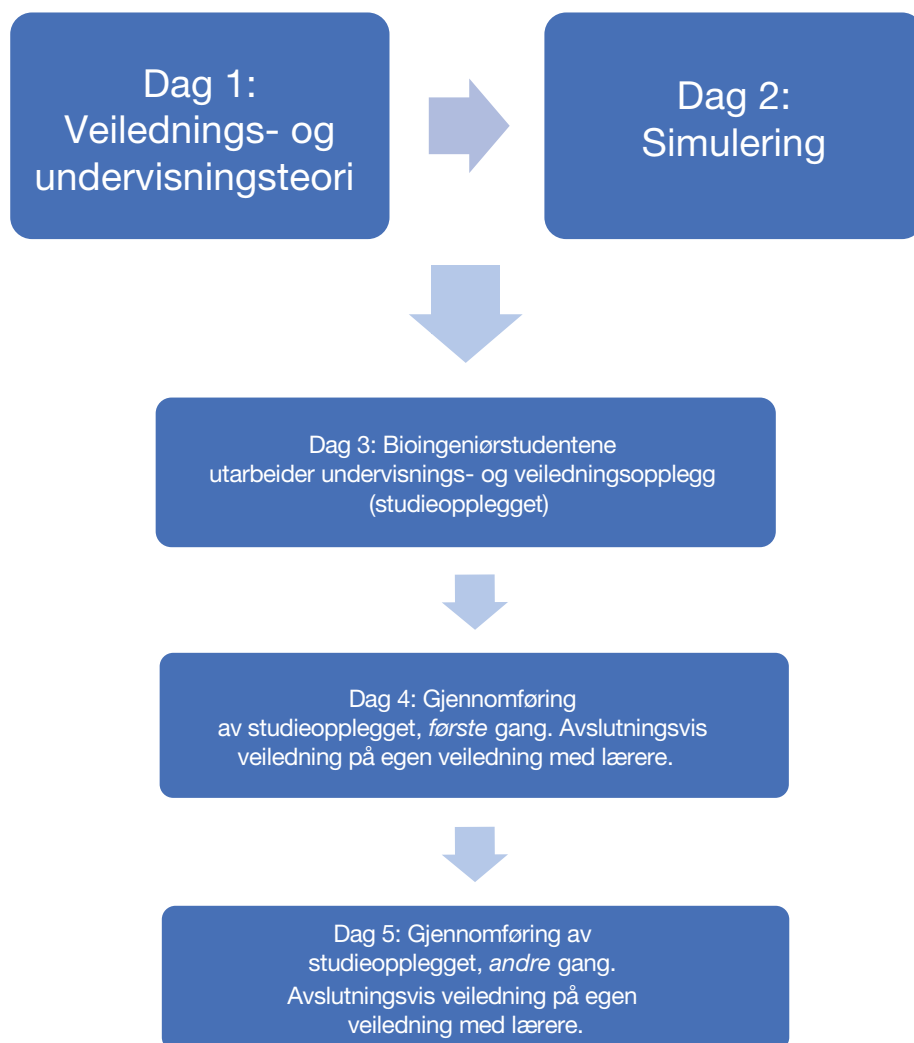 Dag 1:
Veilednings- og
undervisningsteori
Dag 2:
Simulering
Dag 3: Bioingeniørstudentene
utarbeider undervisnings- og veiledningsopplegg
(studieopplegget)
Dag 4: Gjennomføring
av studieopplegget, første gang. Avslutningsvis
veiledning på egen veiledning med lærere.
Dag 5: Gjennomføring av
studieopplegget, andre gang.
Avslutningsvis veiledning på egen
veiledning med lærere.